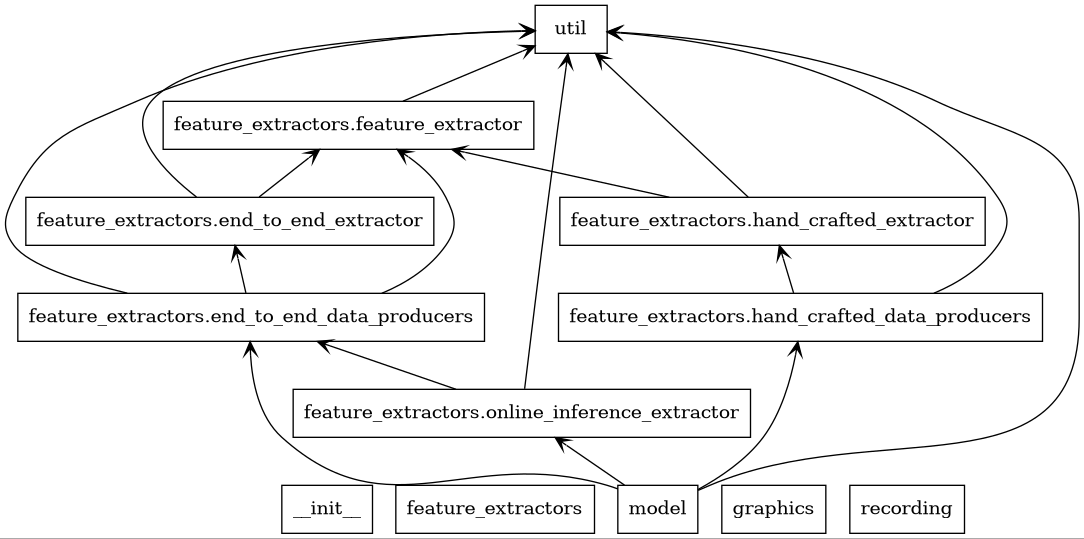 util
feature_extractors.feature_extractor
feature_extractors.end_to_end_extractor
feature_extractors.hand_crafted_extractor
feature_extractors.end_to_end_data_producers
feature_extractors.hand_crafted_data_producers
feature_extractors.online_inference_extractor
__init__
feature_extractors
model
graphics
recording